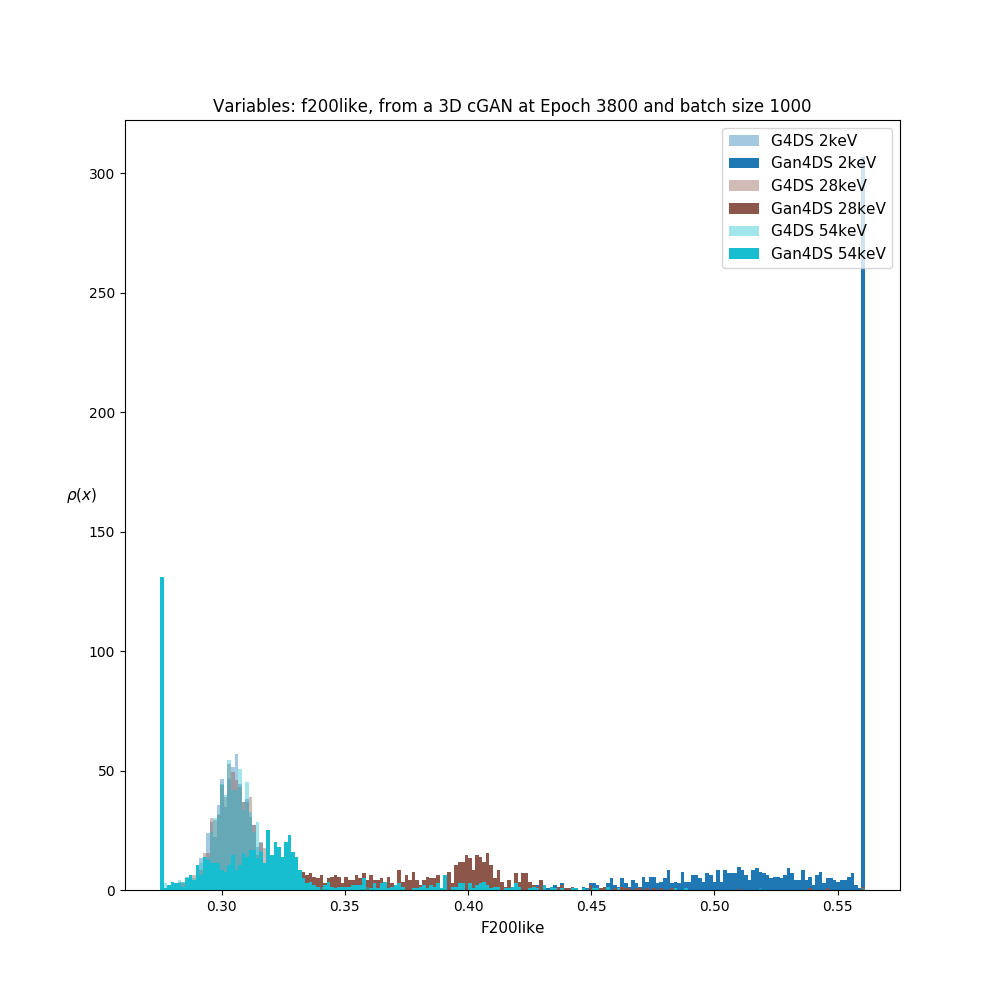 Variables: f200like, from a 3D cGAN at Epoch 3800 and batch size 1000
G4DS 2keV
Gan4DS 2keV
G4DS 28keV
Gan4DS 28keV
G4DS 54keV
Gan4DS 54keV
300
250
200
150
100
50
0
ρ(x)
0.30 0.35 0.40 0.45 0.50 0.55
F200like